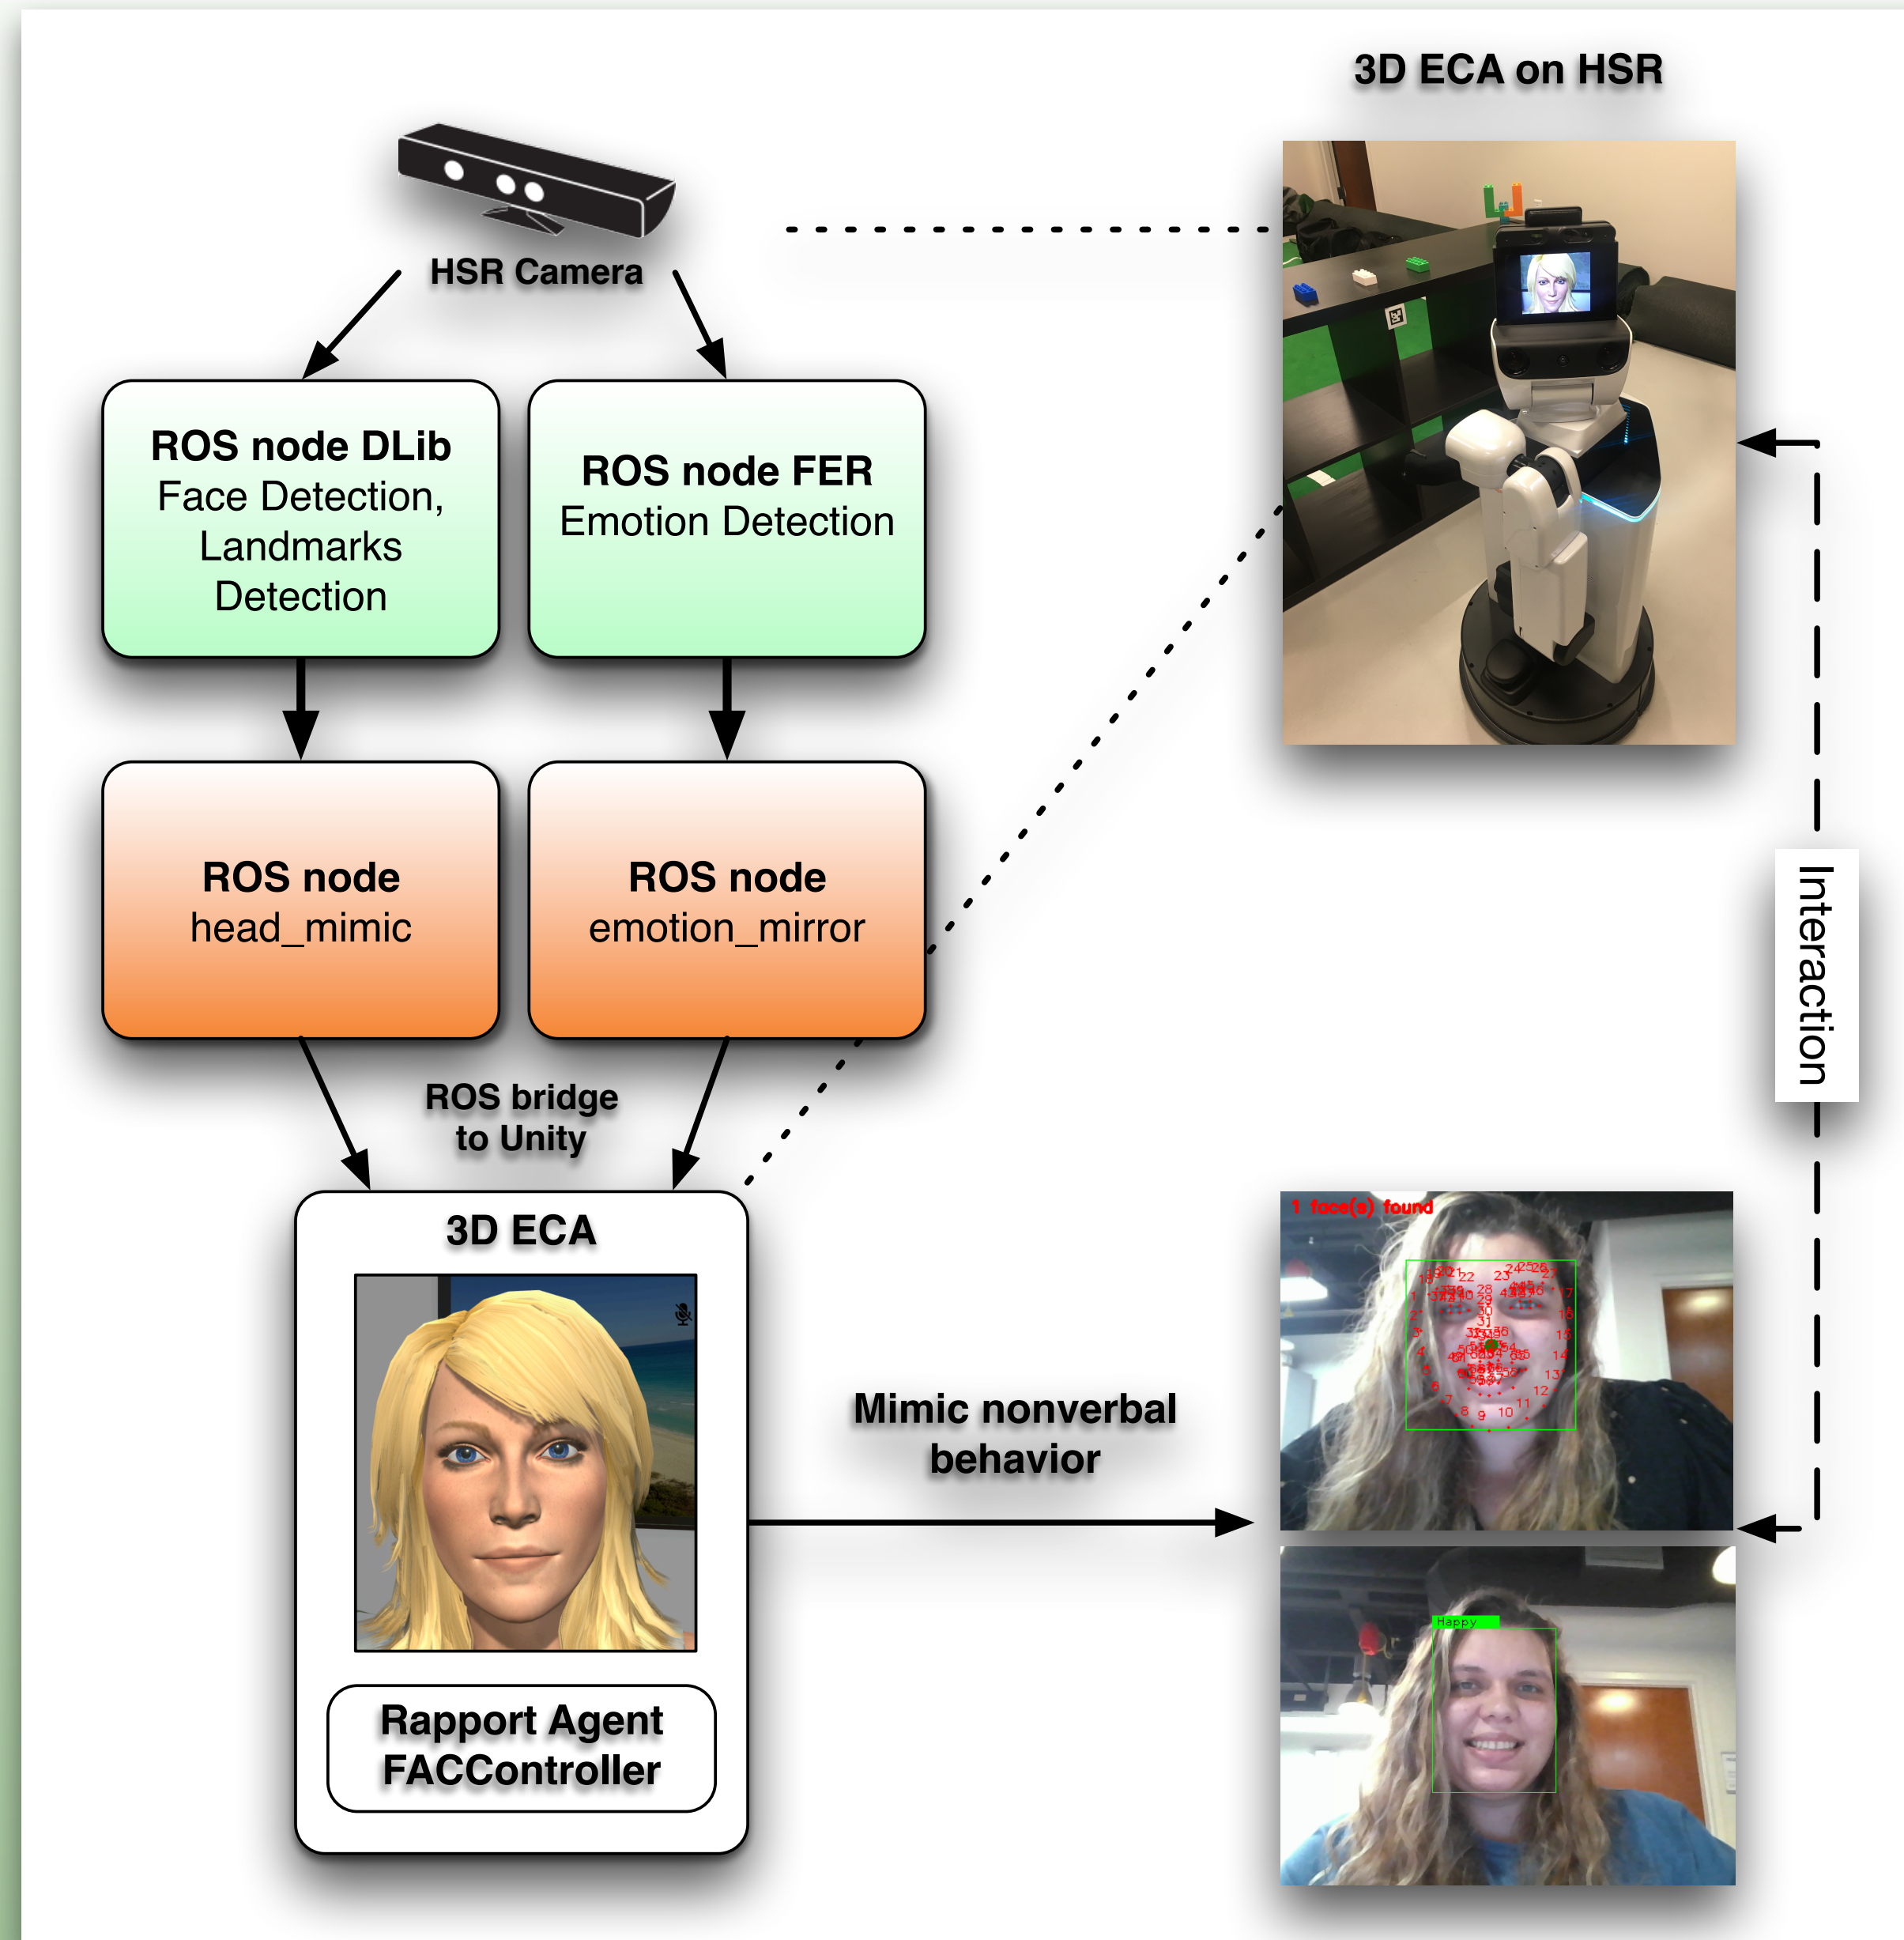 3D ECA on HSR
HSR Camera
ROS node DLib
Face Detection,
Landmarks
Detection
ROS node FER
Emotion Detection
ROS node
head_mimic
ROS node
emotion_mirror
ROS bridge
to Unity
Interaction
3D ECA
Rapport Agent
FACController
Mimic nonverbal
behavior
1 face(s) found
Happy